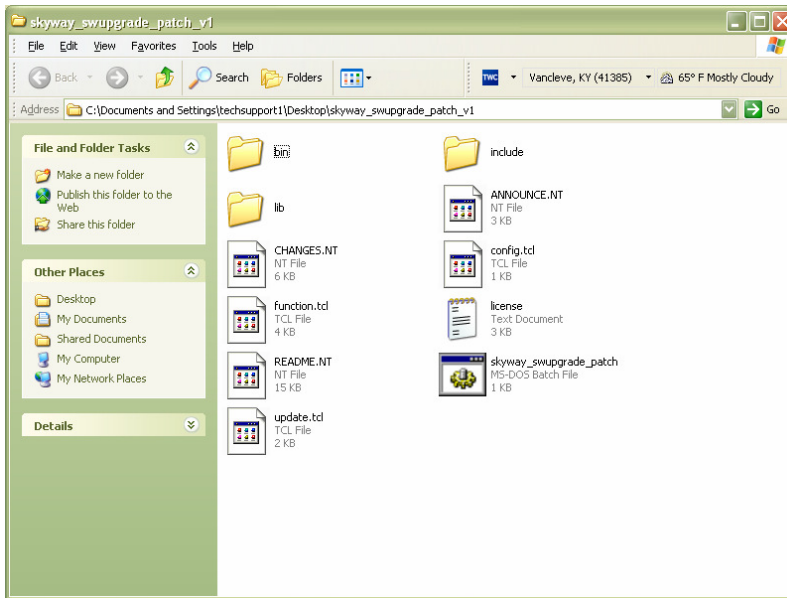 skyway_swupgrade_patch_v1
File Edit View Favorites Tools Help
Back Search Folders TWC Vancleve, KY (41385) 65° F Mostly Cloudy
Address C:\Documents and Settings\techsupport1\Desktop\skyway_swupgrade_patch_v1 Go
File and Folder Tasks
Make a new folder
Publish this folder to the
Web
Share this folder
Other Places
Desktop
My Documents
Shared Documents
My Computer
My Network Places
Details
bin
include
lib
ANNOUNCE.NT
NT File
3 KB
CHANGES.NT
NT File
6 KB
config.tcl
TCL File
1 KB
function.tcl
TCL File
4 KB
license
Text Document
3 KB
README.NT
NT File
15 KB
skyway_swupgrade_patch
MS-DOS Batch File
1 KB
update.tcl
TCL File
2 KB